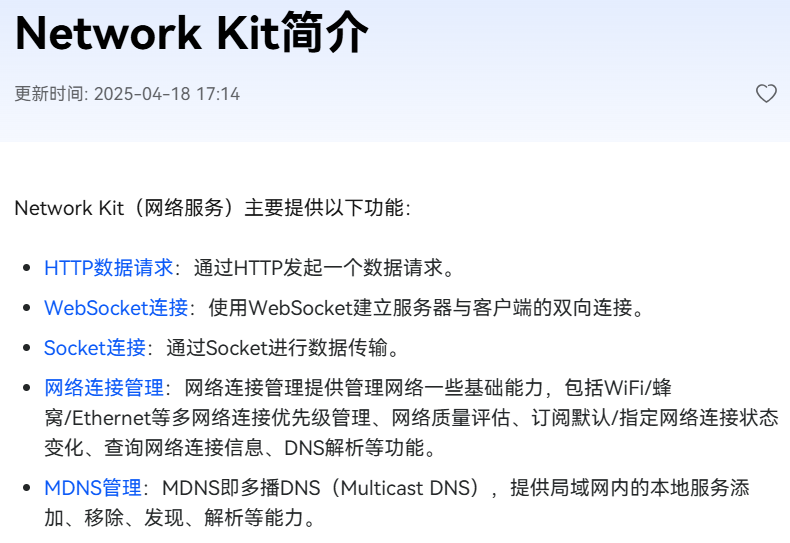 Network Kit简介
更新时间: 2025-04-18 17:14
Network Kit（网络服务）主要提供以下功能：
HTTP数据请求：通过HTTP发起一个数据请求。
WebSocket连接：使用WebSocket建立服务器与客户端的双向连接。
Socket连接：通过Socket进行数据传输。
网络连接管理：网络连接管理提供管理网络一些基础能力，包括WiFi/蜂
窝/Ethernet等多网络连接优先级管理、网络质量评估、订阅默认/指定网络连接状态
变化、查询网络连接信息、DNS解析等功能。
MDNS管理：MDNS即多播DNS（Multicast DNS），提供局域网内的本地服务添
加、移除、发现、解析等能力。